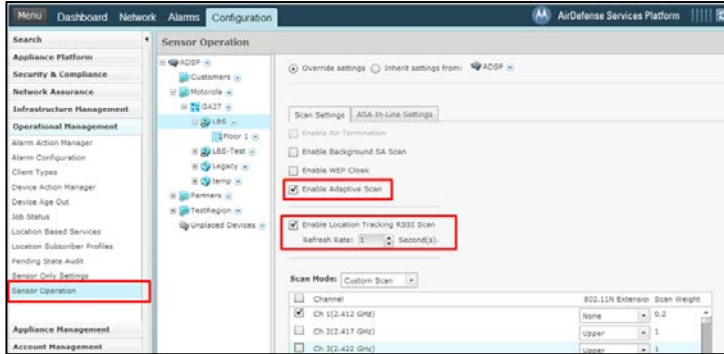 Menu Dashboard Network Alarms Configuration
AirDefense Services Platform
Search
Appliance Platform
Security & Compliance
Network Assurance
Infrastructure Management
Operational Management
Alarm Action Manager
Alarm Configuration
Client Types
Device Action Manager
Device Age Out
Job Status
Location Based Services
Location Subscriber Profiles
Pending State Audit
Sensor Only Settings
Sensor Operation
Appliance Management
Account Management
Sensor Operation
ADSP
Customers
Motorola
GA27
LBS
Floor 1
LBS-Test
Legacy
temp
Partners
TestRegion
Unplaced Devices
Override settings Inherit settings from: ADSP
Scan Settings ASA In-Line Settings
Enable Air Termination
Enable Background SA Scan
Enable WEP Cloak
Enable Adaptive Scan
Enable Location Tracking RSSI Scan
Refresh Rate: 1 Second(s).
Scan Mode: Custom Scan
Channel 802.11N Extension Scan Weight
Ch 1(2.412 GHz) None 0.2
Ch 2(2.417 GHz) Upper 1
Ch 3(2.422 GHz) Upper 1